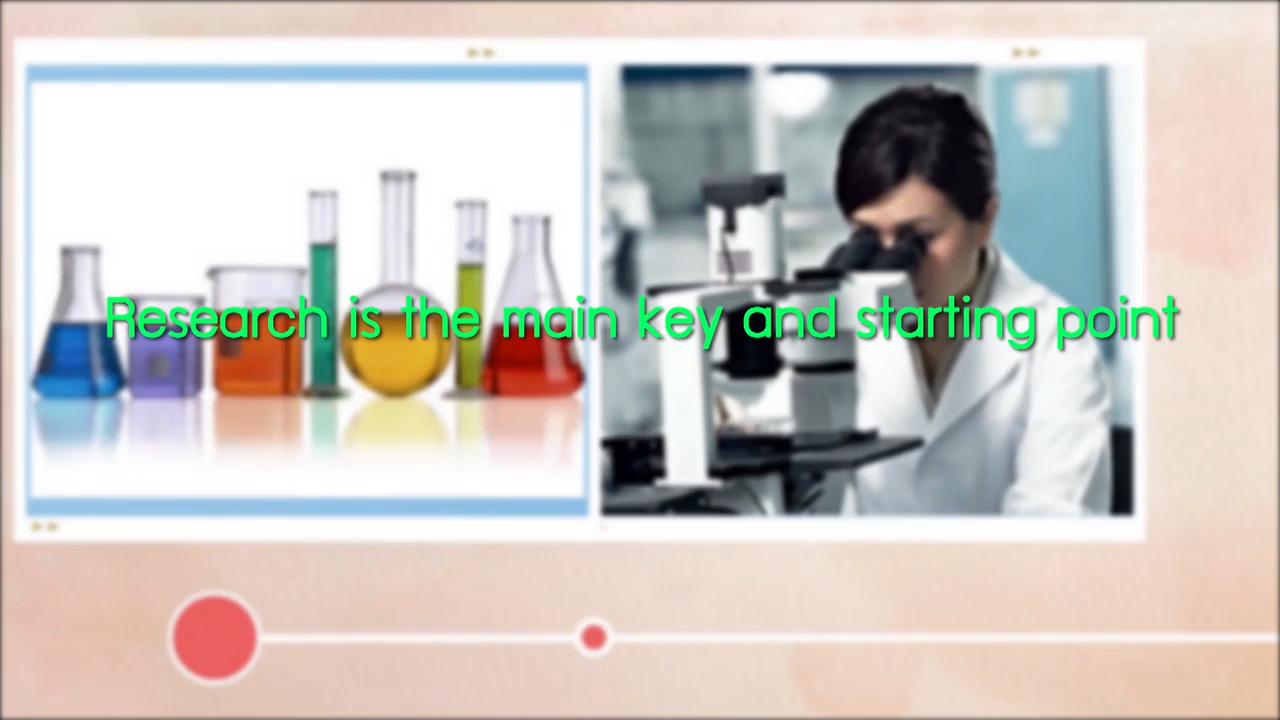 Research is the main key and starting point